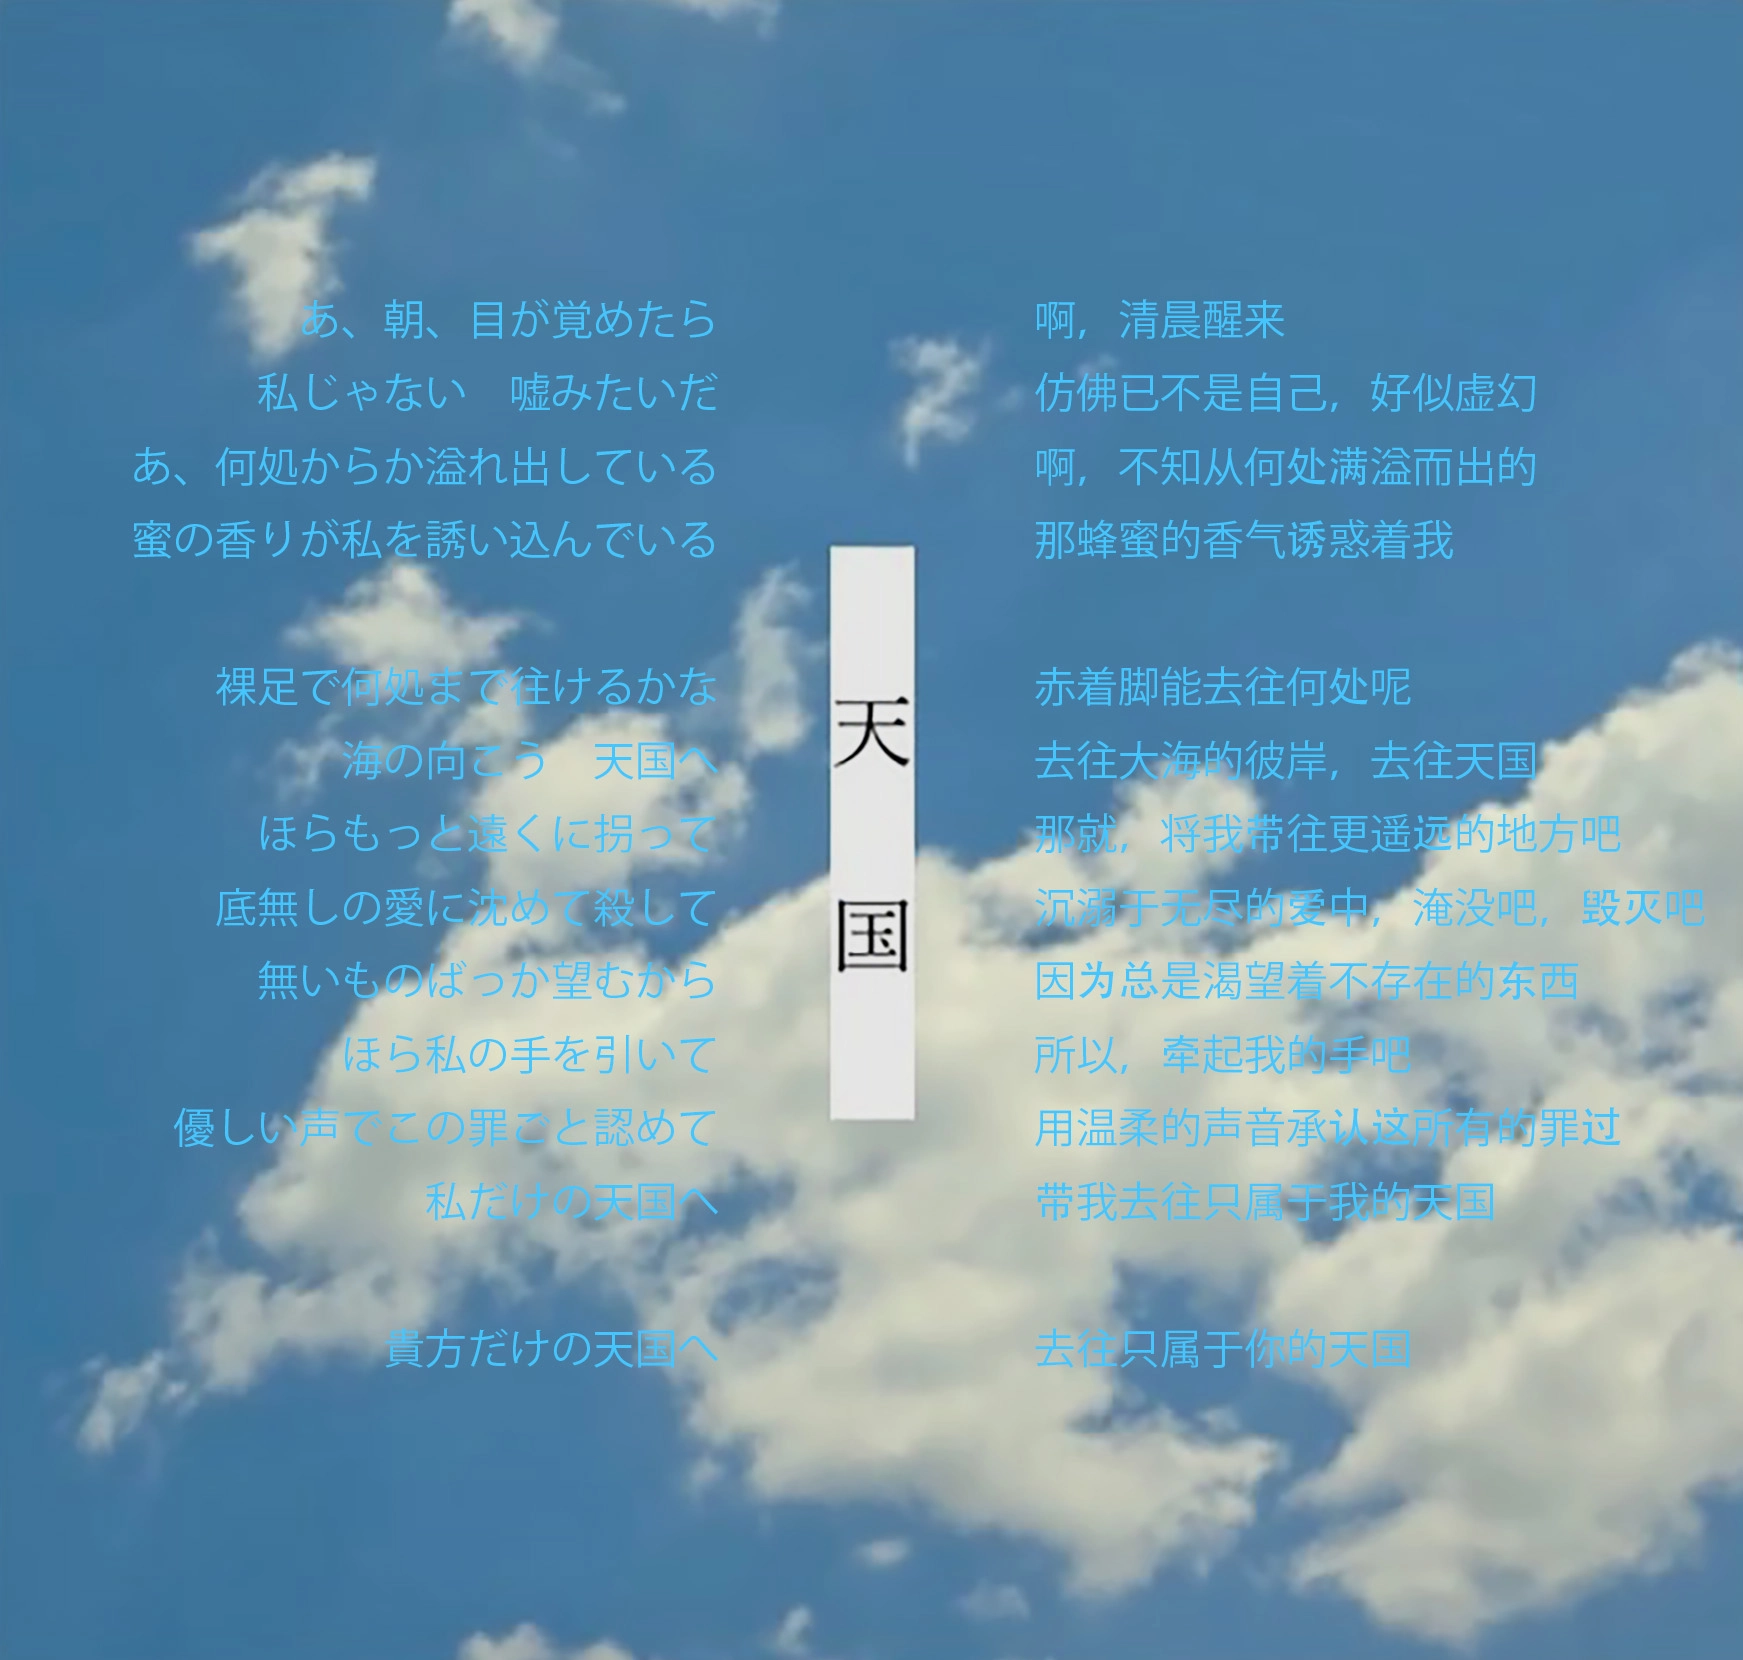 あ、朝、目が覚めたら
私じゃない　嘘みたいだ
あ、何処からか溢れ出している
蜜の香りが私を誘い込んでいる
裸足で何処まで往けるかな
海の向こう　天国へ
ほらもっと遠くに拐って
底無しの愛に沈めて殺して
無いものばっか望むから
ほら私の手を引いて
優しい声でこの罪ごと認めて
私だけの天国へ
貴方だけの天国へ
天国
啊，清晨醒来
仿佛已不是自己，好似虚幻
啊，不知从何处满溢而出的
那蜂蜜的香气诱惑着我
赤着脚能去往何处呢
去往大海的彼岸，去往天国
那就，将我带往更遥远的地方吧
沉溺于无尽的爱中，淹没吧，毁灭吧
因为总是渴望着不存在的东西
所以，牵起我的手吧
用温柔的声音承认这所有的罪过
带我去往只属于我的天国
去往只属于你的天国